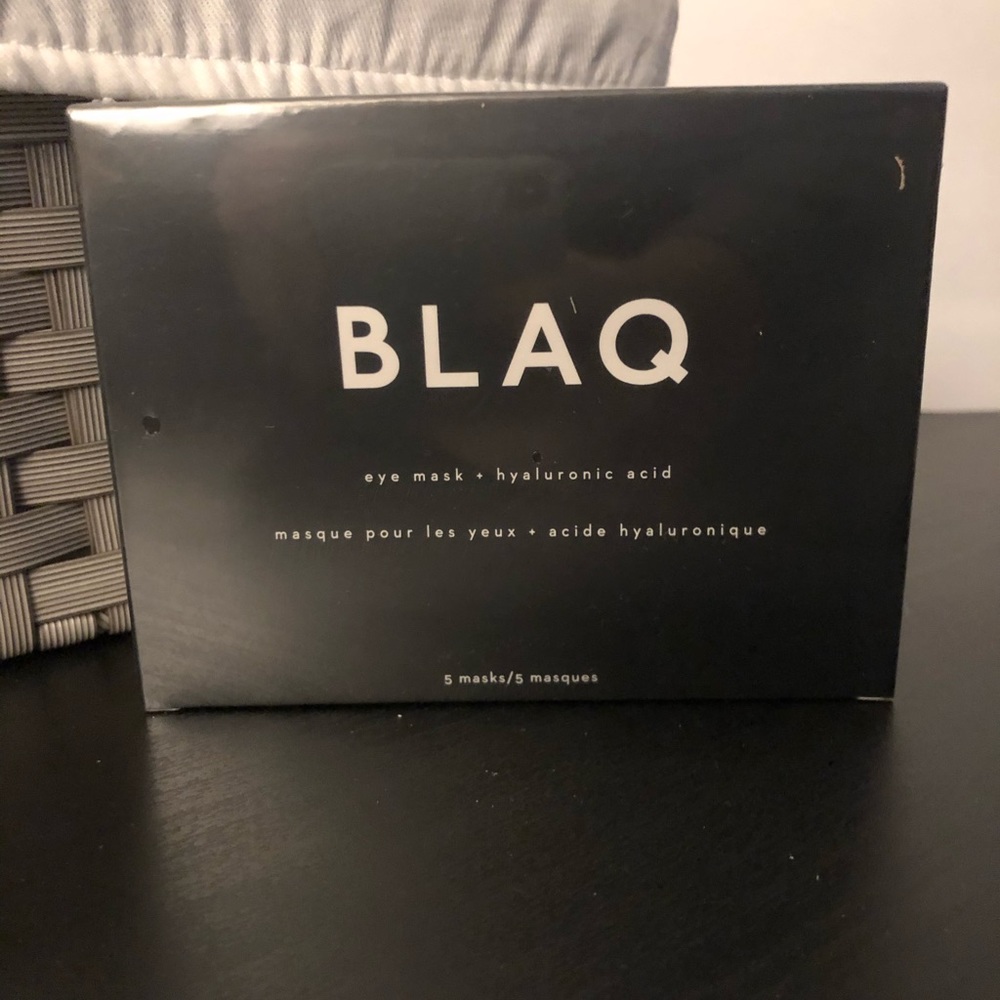 BLAQ
eye mask + hyaluronic acid
masque pour les yeux + acide hyaluronique
5 masks/5 masques